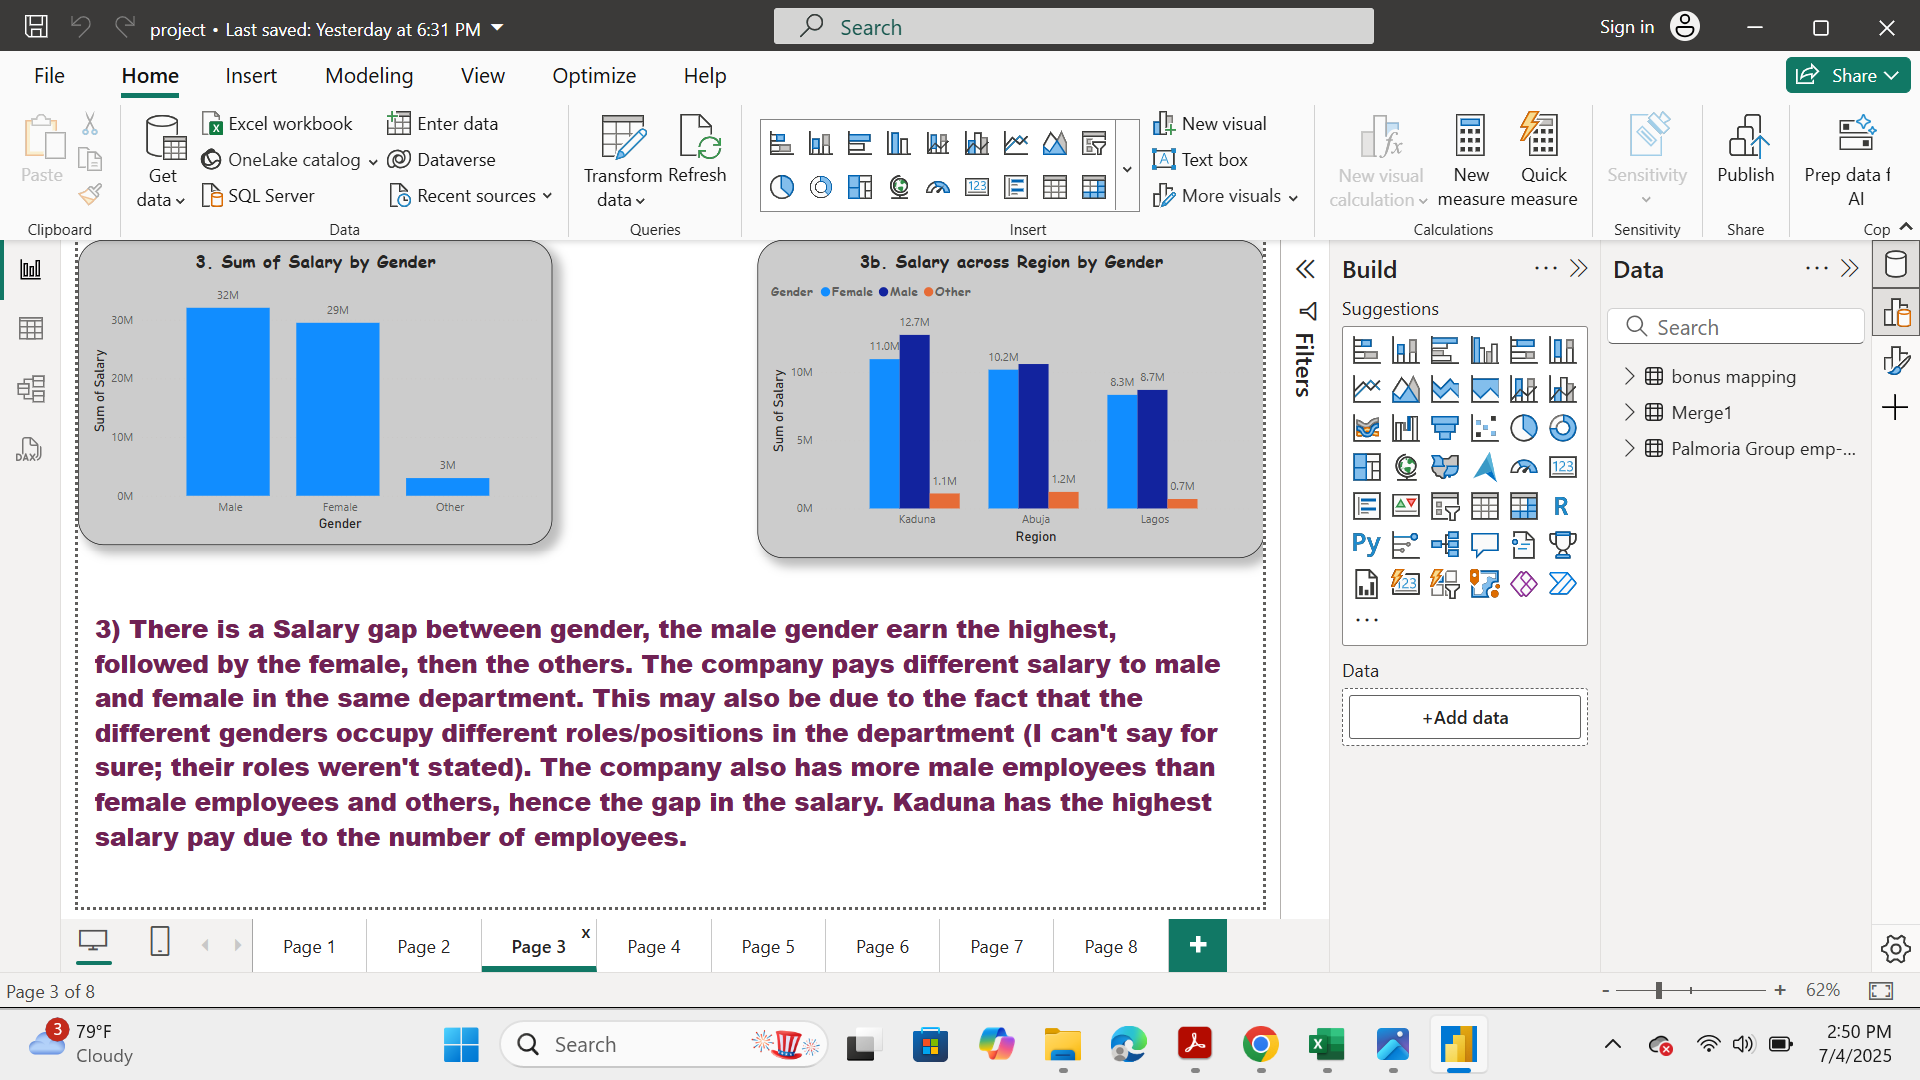 project • Last saved: Yesterday at 6:31 PM
Search
Sign in
File
Home
Insert
Modeling
View
Optimize
Help
Share
Paste
Clipboard
Get data
Excel workbook
OneLake catalog
SQL Server
Enter data
Dataverse
Recent sources
Data
Transform data
Refresh
Queries
New visual
Text box
More visuals
Insert
New visual calculation
New measure
Quick measure
Calculations
Sensitivity
Sensitivity
Publish
Share
Prep data f
AI
Cop
3. Sum of Salary by Gender
32M
29M
3M
30M
20M
10M
0M
Sum of Salary
Male
Female
Other
Gender
3b. Salary across Region by Gender
Gender Female Male Other
12.7M
11.0M
10.2M
8.3M
8.7M
1.1M
1.2M
0.7M
10M
5M
0M
Sum of Salary
Kaduna
Abuja
Lagos
Region
3) There is a Salary gap between gender, the male gender earn the highest,
followed by the female, then the others. The company pays different salary to male
and female in the same department. This may also be due to the fact that the
different genders occupy different roles/positions in the department (I can't say for
sure; their roles weren't stated). The company also has more male employees than
female employees and others, hence the gap in the salary. Kaduna has the highest
salary pay due to the number of employees.
Filters
Build
Suggestions
123
R
Py
123
Data
+Add data
Data
Search
bonus mapping
Merge1
Palmoria Group emp-...
DAX
Page 1
Page 2
Page 3
x
Page 4
Page 5
Page 6
Page 7
Page 8
+
Page 3 of 8
- +
62%
3
79°F
Cloudy
Search
2:50 PM
7/4/2025